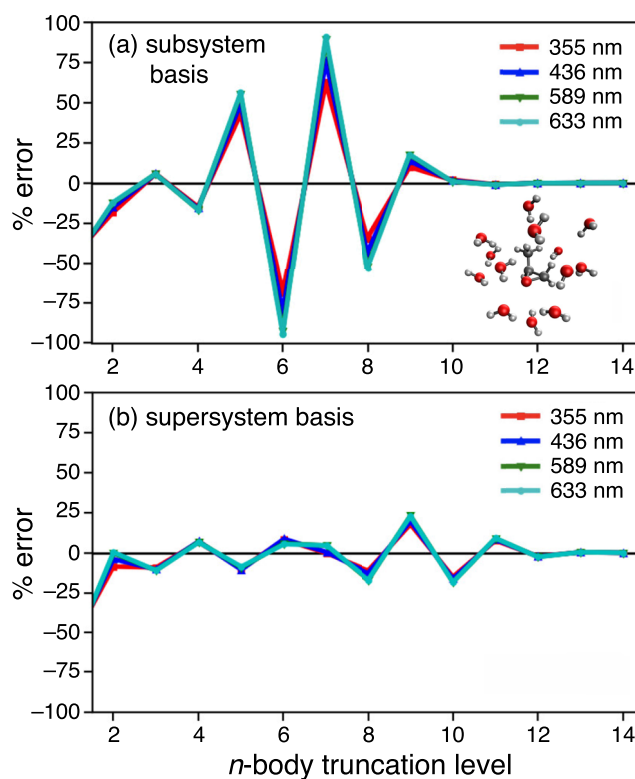 100
75
50
25
0
−25
−50
−75
−100
% error
(a) subsystem
basis
355 nm
436 nm
589 nm
633 nm
2 4 6 8 10 12 14
100
75
50
25
0
−25
−50
−75
−100
% error
(b) supersystem basis
355 nm
436 nm
589 nm
633 nm
2 4 6 8 10 12 14
n-body truncation level